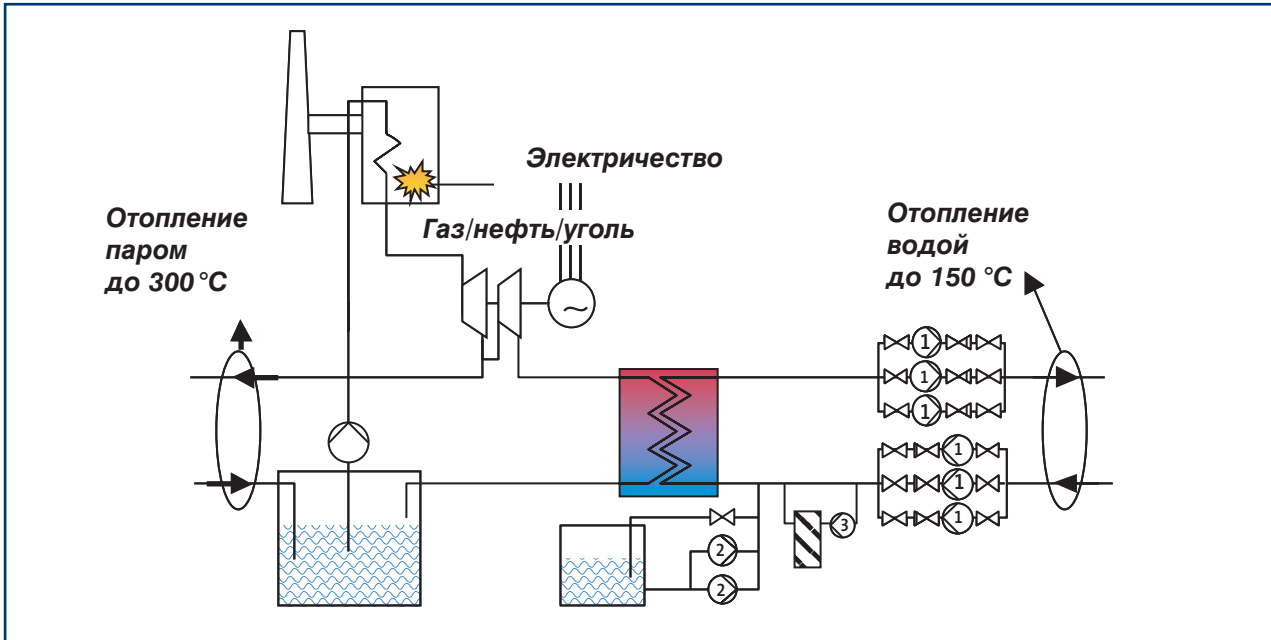 Электричество
Газ/нефть/уголь
Отопление
паром
до 300 °C
Отопление
водой
до 150 °C
~
1
1
1
1
1
1
3
2
2